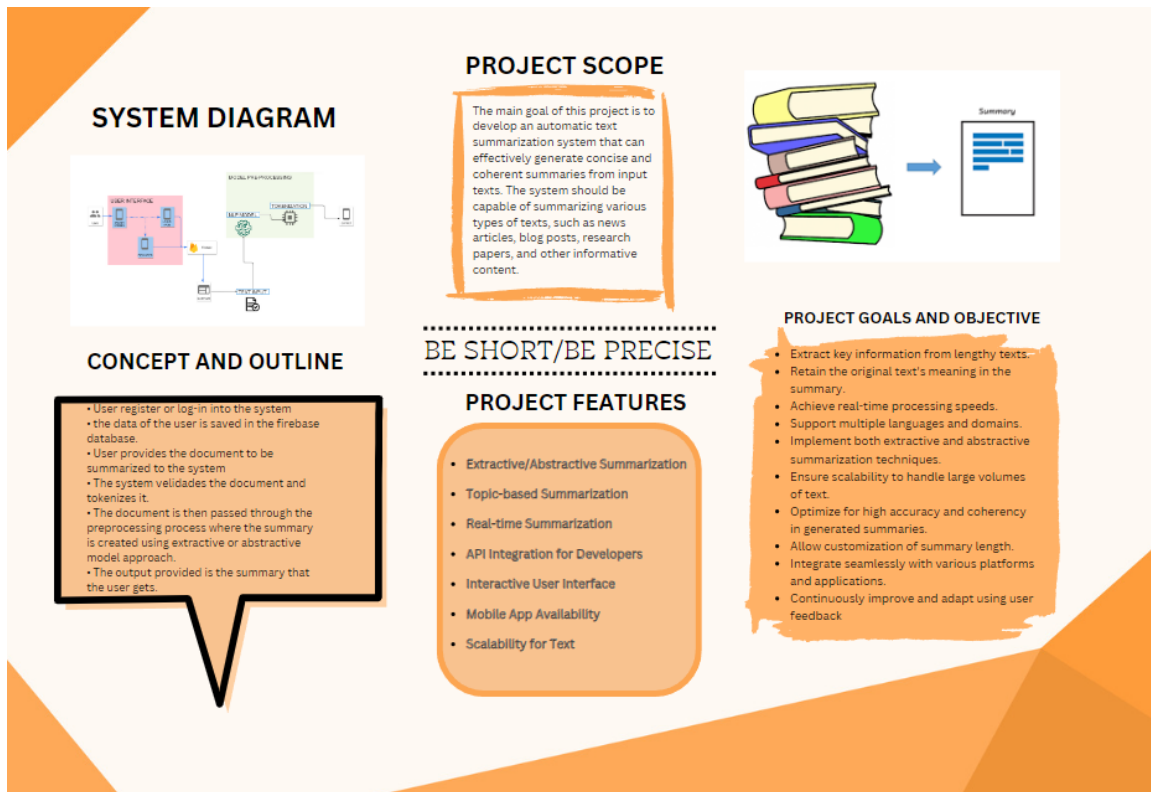 SYSTEM DIAGRAM
MODEL PRE-PROCESSING
USER INTERFACE
TOKENIZATION
NLP MODEL
TEXT INPUT
CONCEPT AND OUTLINE
• User register or log-in into the system
• the data of the user is saved in the firebase
database.
• User provides the document to be
summarized to the system
• The system velidades the document and
tokenizes it.
• The document is then passed through the
preprocessing process where the summary
is created using extractive or abstractive
model approach.
• The output provided is the summary that
the user gets.
PROJECT SCOPE
The main goal of this project is to
develop an automatic text
summarization system that can
effectively generate concise and
coherent summaries from input
texts. The system should be
capable of summarizing various
types of texts, such as news
articles, blog posts, research
papers, and other informative
content.
BE SHORT/BE PRECISE
PROJECT FEATURES
• Extractive/Abstractive Summarization
• Topic-based Summarization
• Real-time Summarization
• API Integration for Developers
• Interactive User Interface
• Mobile App Availability
• Scalability for Text
Summary
PROJECT GOALS AND OBJECTIVE
• Extract key information from lengthy texts.
• Retain the original text's meaning in the
summary.
• Achieve real-time processing speeds.
• Support multiple languages and domains.
• Implement both extractive and abstractive
summarization techniques.
• Ensure scalability to handle large volumes
of text.
• Optimize for high accuracy and coherency
in generated summaries.
• Allow customization of summary length.
• Integrate seamlessly with various platforms
and applications.
• Continuously improve and adapt using user
feedback